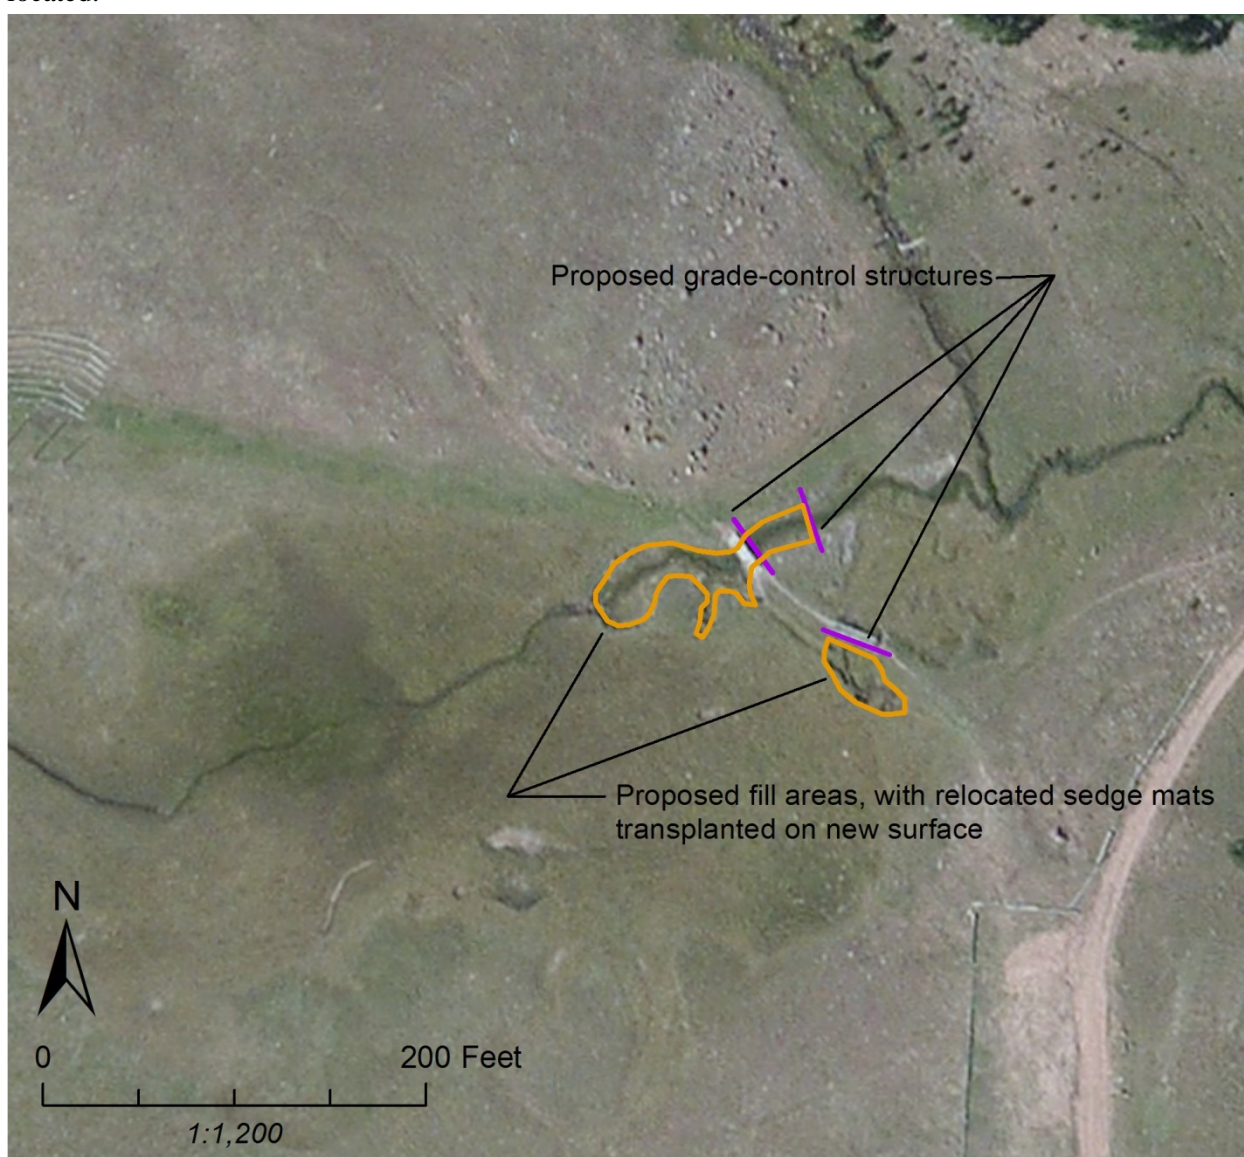 located.
Proposed grade-control structures
Proposed fill areas, with relocated sedge mats
transplanted on new surface
N
0
200 Feet
1:1,200